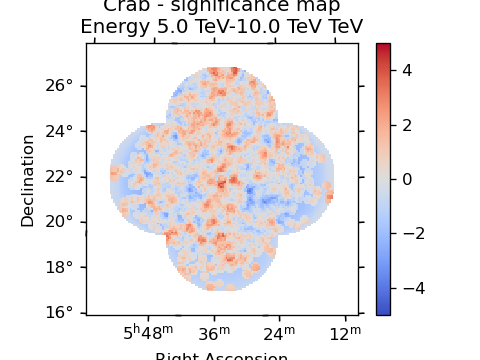 Crab - significance map
Energy 5.0 TeV-10.0 TeV TeV
26°
24°
22°
20°
18°
16°
Declination
5ʰ48ᵐ
36ᵐ
24ᵐ
12ᵐ
Right Ascension
4
2
0
−2
−4